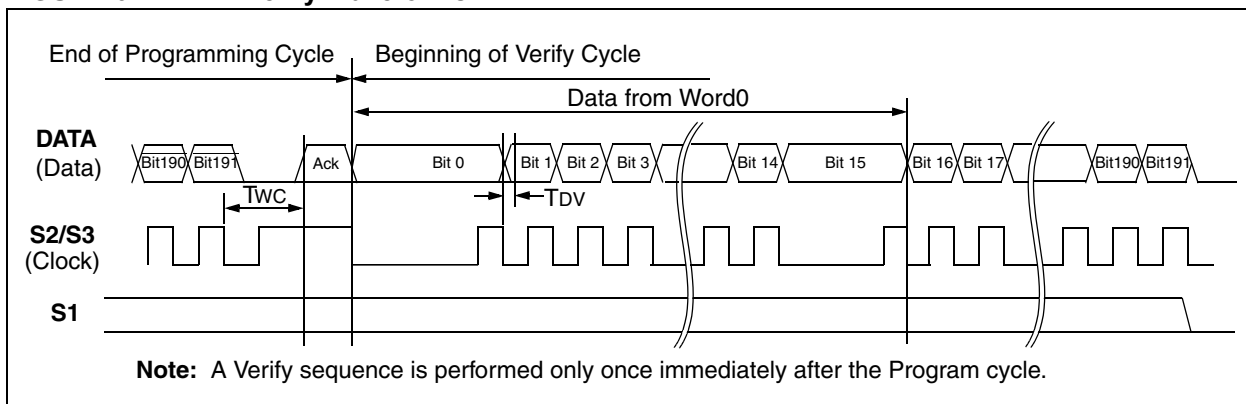 End of Programming Cycle
Beginning of Verify Cycle
Data from Word0
DATA
(Data)
Bit190
Bit191
Ack
Bit 0
Bit 1
Bit 2
Bit 3
Bit 14
Bit 15
Bit 16
Bit 17
Bit190
Bit191
TWC
TDV
S2/S3
(Clock)
S1
Note: A Verify sequence is performed only once immediately after the Program cycle.